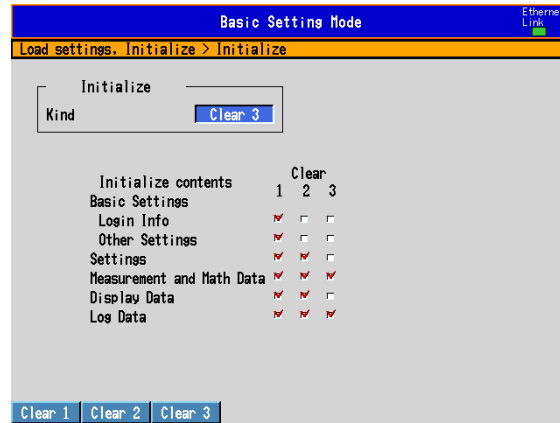 Basic Setting Mode
Etherne
Link
Load settings, Initialize > Initialize
Initialize
Kind Clear 3
Clear
Initialize contents 1 2 3
Basic Settings
Login Info
Other Settings
Settings
Measurement and Math Data
Display Data
Log Data
Clear 1 Clear 2 Clear 3